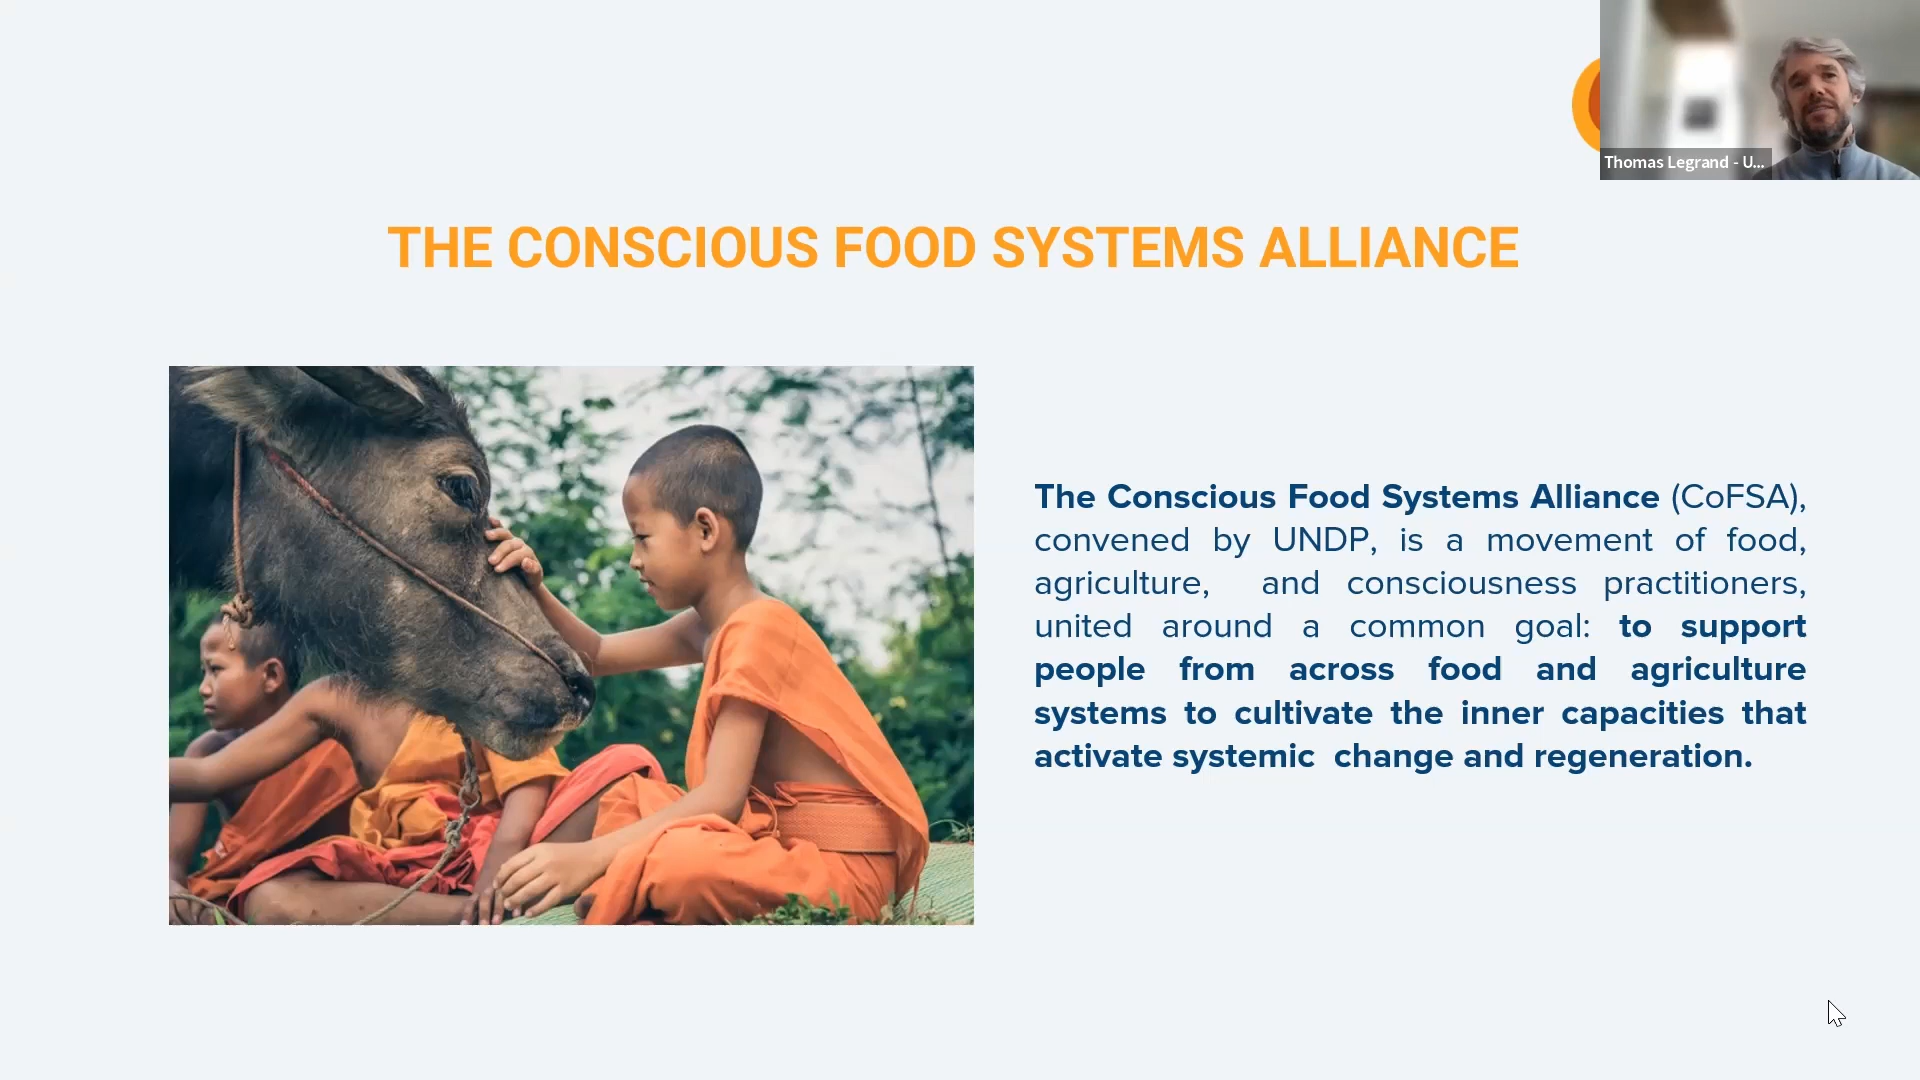 Thomas Legrand - U...
THE CONSCIOUS FOOD SYSTEMS ALLIANCE
The Conscious Food Systems Alliance (CoFSA),
convened by UNDP, is a movement of food,
agriculture, and consciousness practitioners,
united around a common goal: to support
people from across food and agriculture
systems to cultivate the inner capacities that
activate systemic change and regeneration.